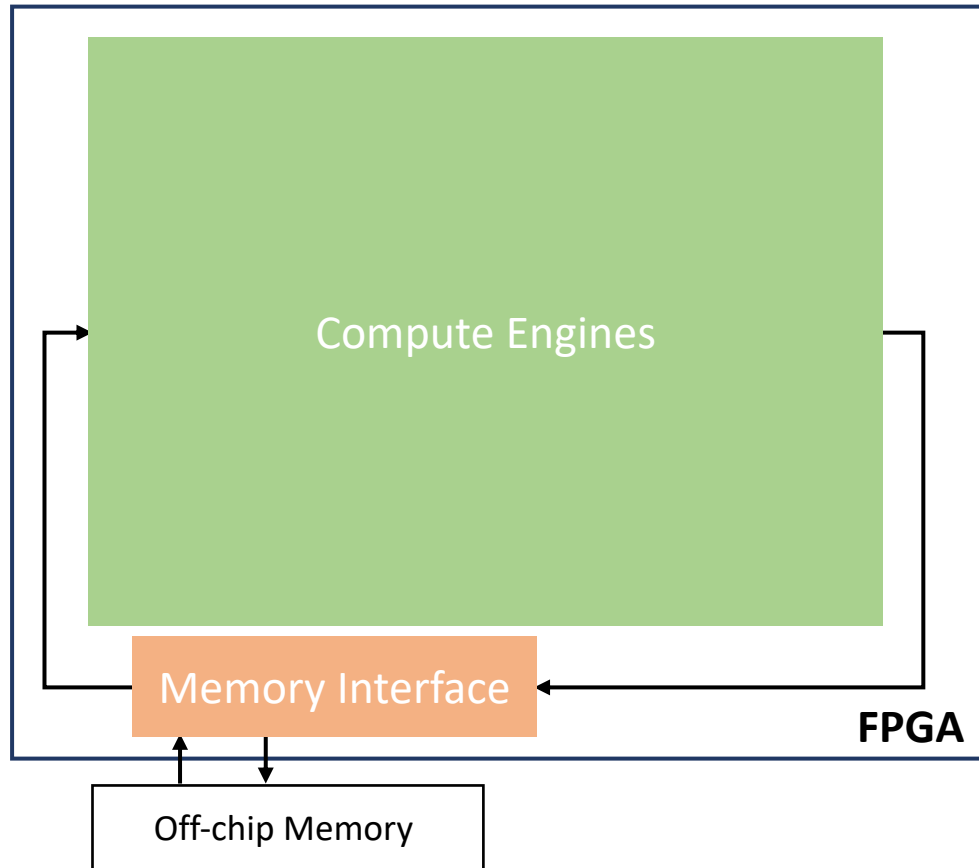 Compute Engines
Memory Interface
FPGA
Off-chip Memory